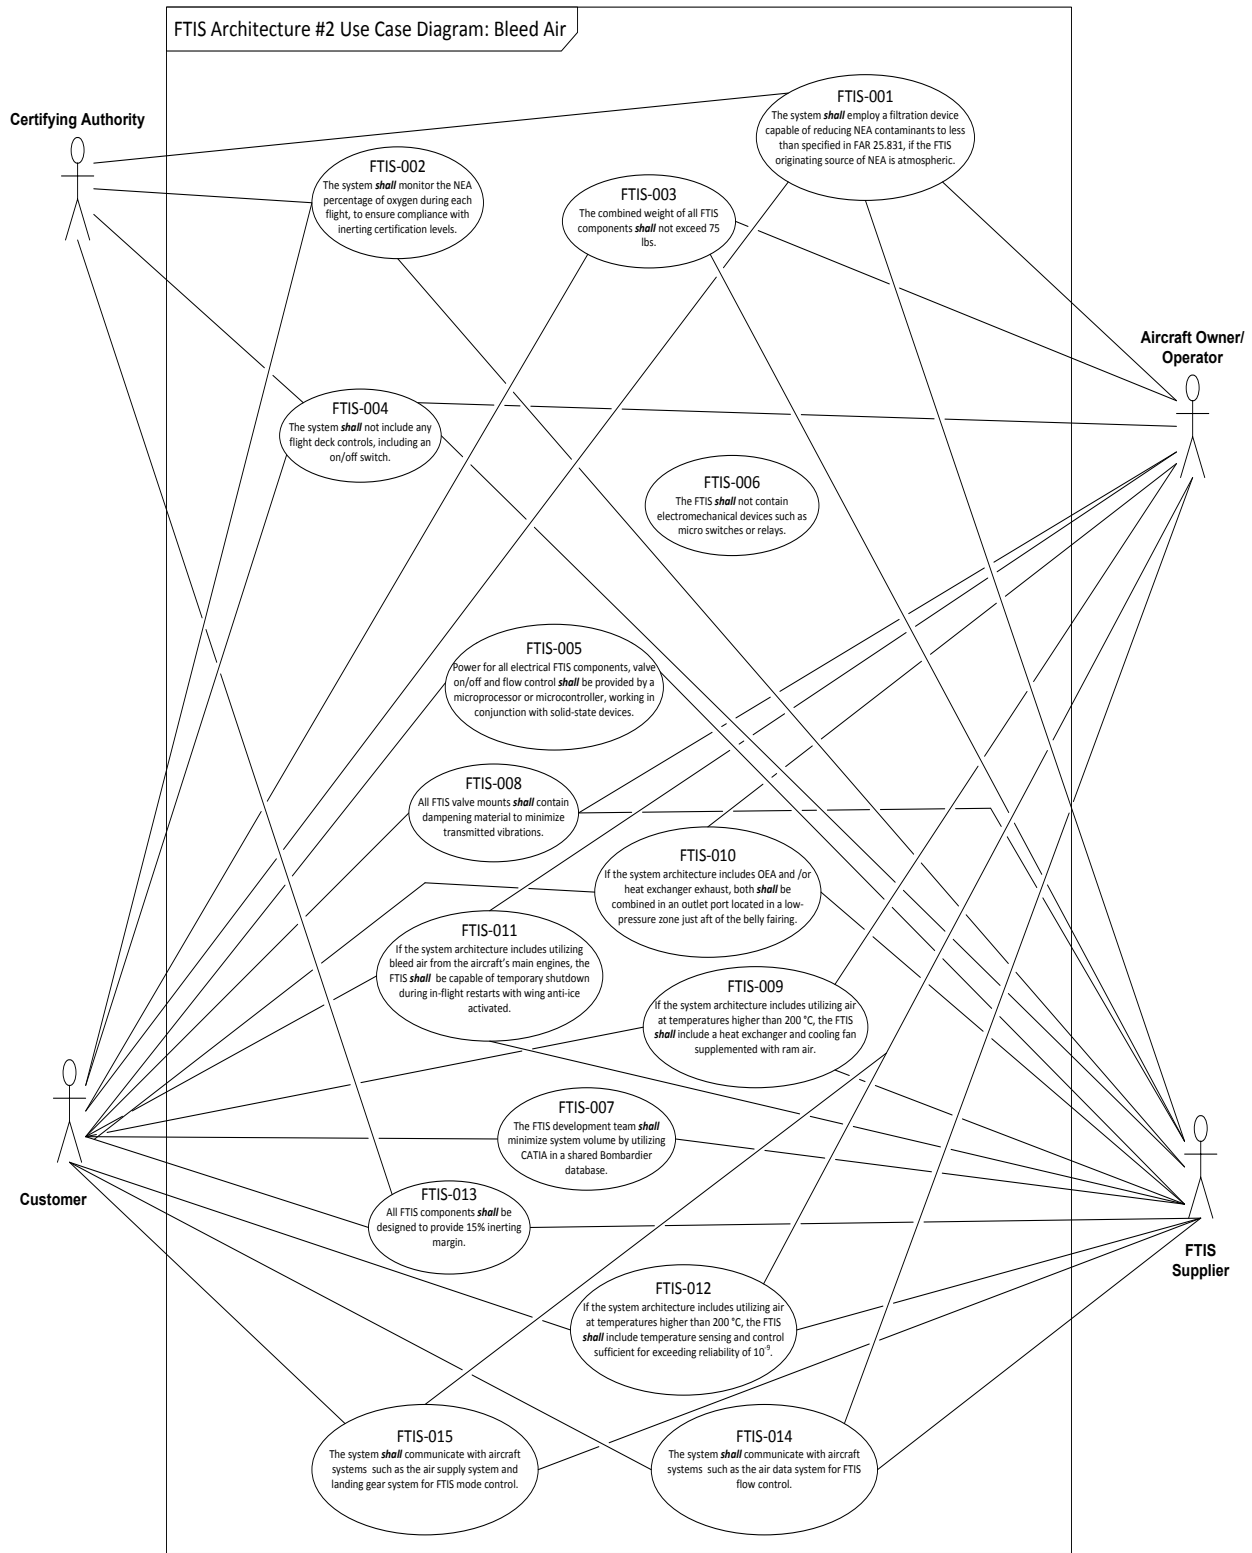 FTIS Architecture #2 Use Case Diagram: Bleed Air
Certifying Authority
FTIS-001
The system shall employ a filtration device
capable of reducing NEA contaminants to less
than specified in FAR 25.831, if the FTIS
originating source of NEA is atmospheric.
FTIS-002
The system shall monitor the NEA
percentage of oxygen during each
flight, to ensure compliance with
inerting certification levels.
FTIS-003
The combined weight of all FTIS
components shall not exceed 75
lbs.
Aircraft Owner/
Operator
FTIS-004
The system shall not include any
flight deck controls, including an
on/off switch.
FTIS-006
The FTIS shall not contain
electromechanical devices such as
micro switches or relays.
FTIS-005
Power for all electrical FTIS components, valve
on/off and flow control shall be provided by a
microprocessor or microcontroller, working in
conjunction with solid-state devices.
FTIS-008
All FTIS valve mounts shall contain
dampening material to minimize
transmitted vibrations.
FTIS-010
If the system architecture includes OEA and /or
heat exchanger exhaust, both shall be
combined in an outlet port located in a low-
pressure zone just aft of the belly fairing.
FTIS-011
If the system architecture includes utilizing
bleed air from the aircraft's main engines, the
FTIS shall be capable of temporary shutdown
during in-flight restarts with wing anti-ice
activated.
FTIS-009
If the system architecture includes utilizing air
at temperatures higher than 200 °C, the FTIS
shall include a heat exchanger and cooling fan
supplemented with ram air.
FTIS-007
The FTIS development team shall
minimize system volume by utilizing
CATIA in a shared Bombardier
database.
Customer
FTIS-013
All FTIS components shall be
designed to provide 15% inerting
margin.
FTIS
Supplier
FTIS-012
If the system architecture includes utilizing air
at temperatures higher than 200 °C, the FTIS
shall include temperature sensing and control
sufficient for exceeding reliability of 10⁻⁹.
FTIS-015
The system shall communicate with aircraft
systems such as the air supply system and
landing gear system for FTIS mode control.
FTIS-014
The system shall communicate with aircraft
systems such as the air data system for FTIS
flow control.